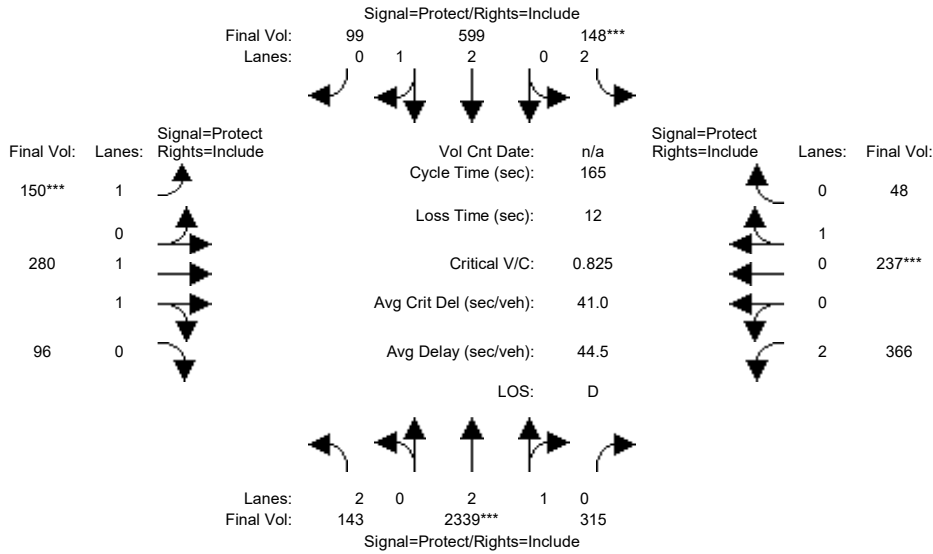 Signal=Protect/Rights=Include
Final Vol: 99 599 148***
Lanes: 0 1 2 0 2
Signal=Protect Signal=Protect
Final Vol: Lanes: Rights=Include Vol Cnt Date: n/a Rights=Include Lanes: Final Vol:
Cycle Time (sec): 165
150*** 1 0 48
Loss Time (sec): 12
0 1
280 1 Critical V/C: 0.825 0 237***
1 Avg Crit Del (sec/veh): 41.0 0
96 0 Avg Delay (sec/veh): 44.5 2 366
LOS: D
Lanes: 2 0 2 1 0
Final Vol: 143 2339*** 315
Signal=Protect/Rights=Include